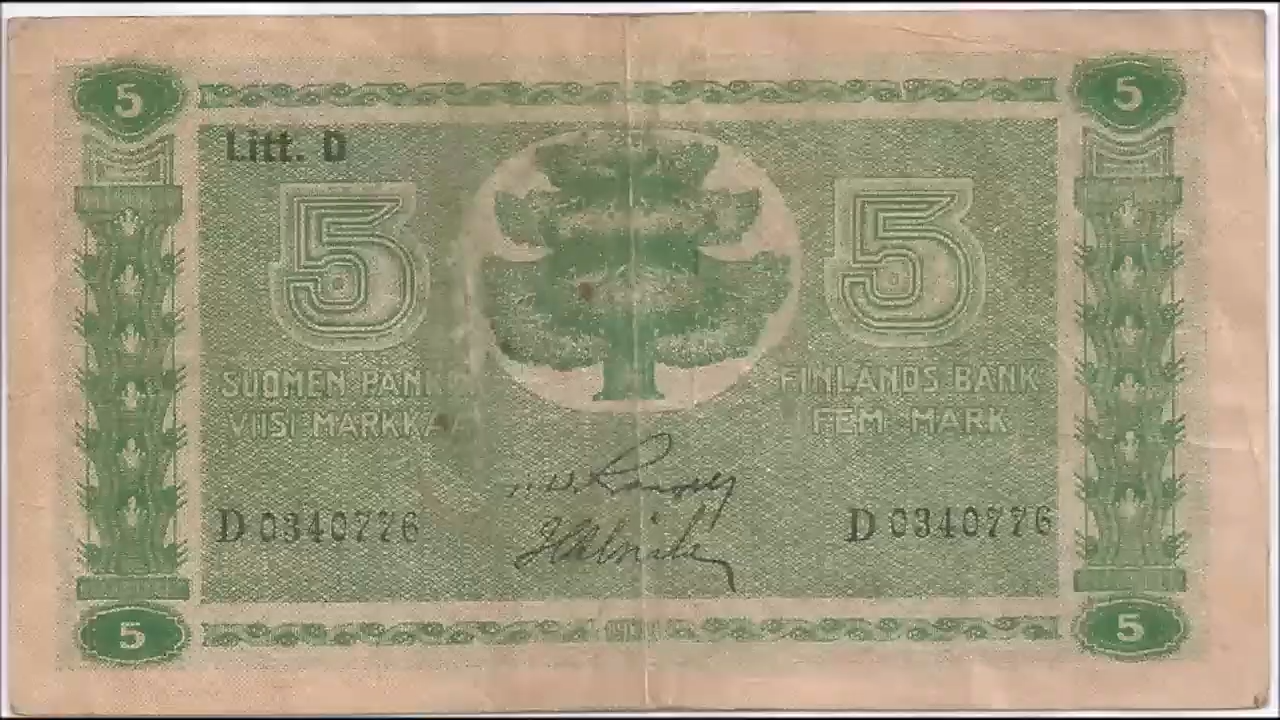 5 5
Litt. D
5 5
SUOMEN PANKKI FINLANDS BANK
VIISI MARKKAA FEM MARK
D 0340776 D 0340776
5 5